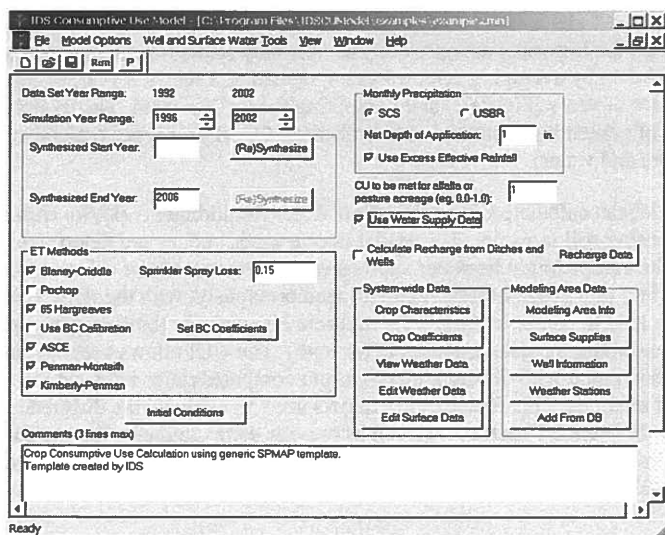 IDS Consumptive Use Model - [C:\Program Files\IDSCUModel\examples\example.cmn]
File Model Options Well and Surface Water Tools View Window Help
Run P
Data Set Year Range: 1992 2002
Simulation Year Range: 1996 2002
Synthesized Start Year: (Re)Synthesize
Synthesized End Year: 2006 (Re)Synthesize
ET Methods
Blaney-Criddle Sprinkler Spray Loss: 0.15
Pochop
85 Hargreaves
Use BC Calibration Set BC Coefficients
ASCE
Penman-Monteith
Kimberly-Penman
Initial Conditions
Monthly Precipitation
SCS USBR
Net Depth of Application: 1 in.
Use Excess Effective Rainfall
CU to be met for alfalfa or
pasture acreage (eg. 0.0-1.0): 1
Use Water Supply Data
Calculate Recharge from Ditches and
Wells Recharge Data
System-wide Data Modeling Area Data
Crop Characteristics Modeling Area Info
Crop Coefficients Surface Supplies
View Weather Data Well Information
Edit Weather Data Weather Stations
Edit Surface Data Add From DB
Comments (3 lines max)
Crop Consumptive Use Calculation using generic SPMAP template.
Template created by IDS
Ready